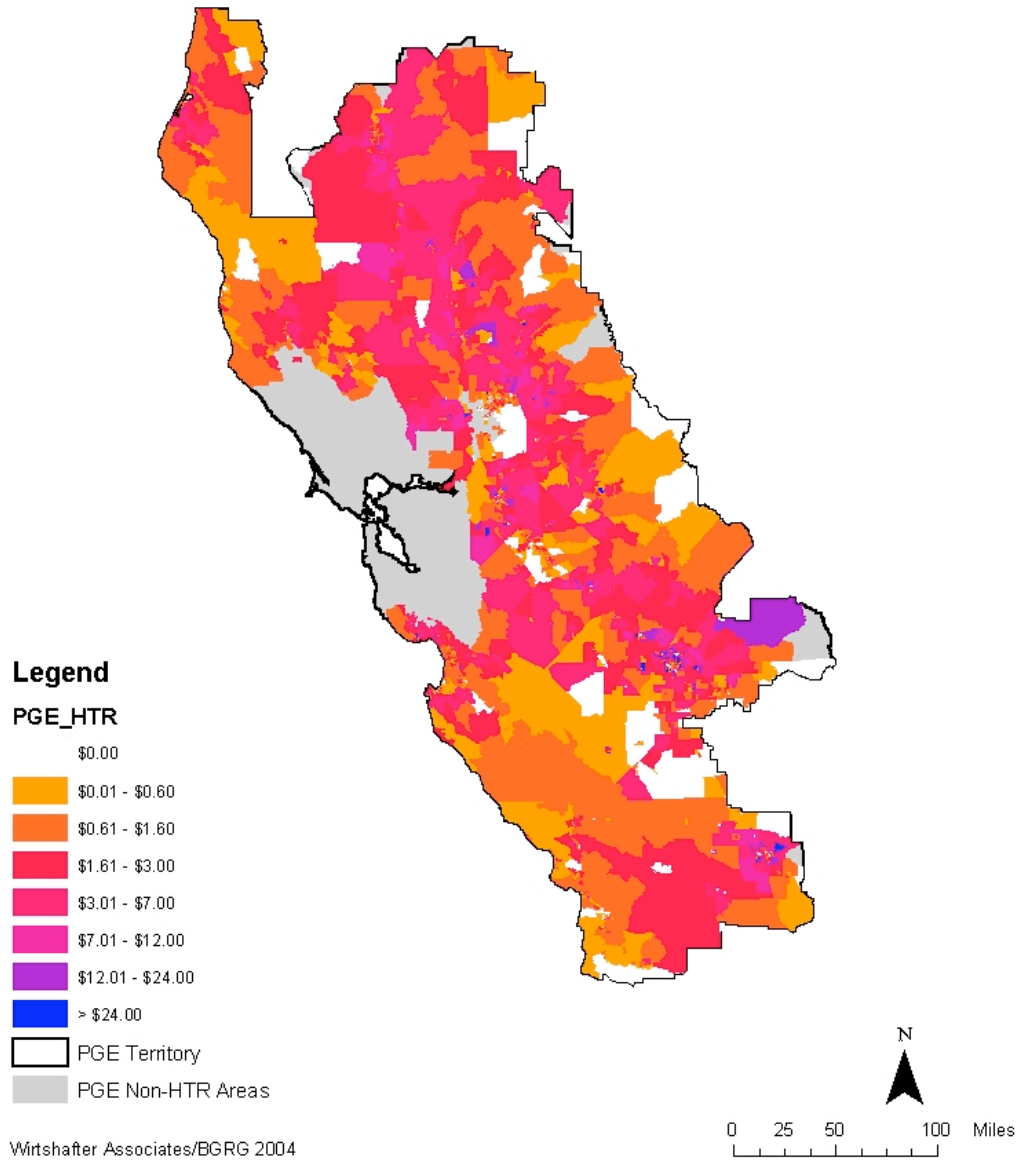 Legend
PGE_HTR
$0.00
$0.01 - $0.60
$0.61 - $1.60
$1.61 - $3.00
$3.01 - $7.00
$7.01 - $12.00
$12.01 - $24.00
> $24.00
PGE Territory
PGE Non-HTR Areas
N
0 25 50 100 Miles
Wirtshafter Associates/BGRG 2004